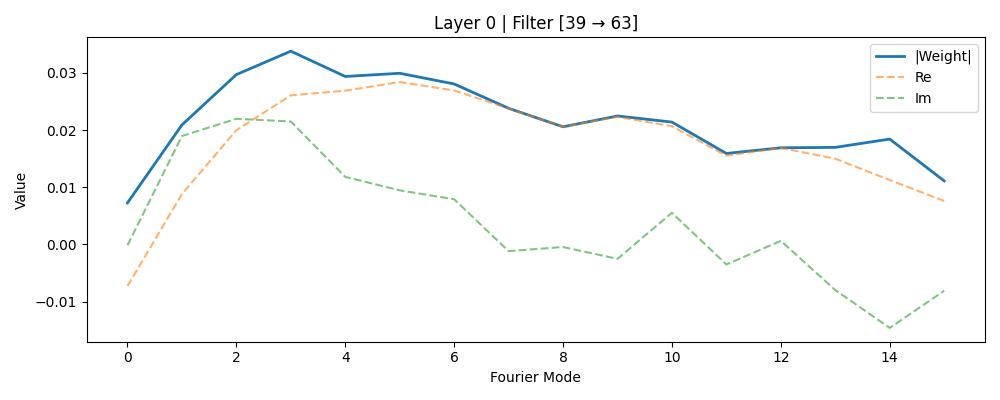 Layer 0 | Filter [39 → 63]
|Weight|
Re
Im
Value
0.03
0.02
0.01
0.00
−0.01
0 2 4 6 8 10 12 14
Fourier Mode